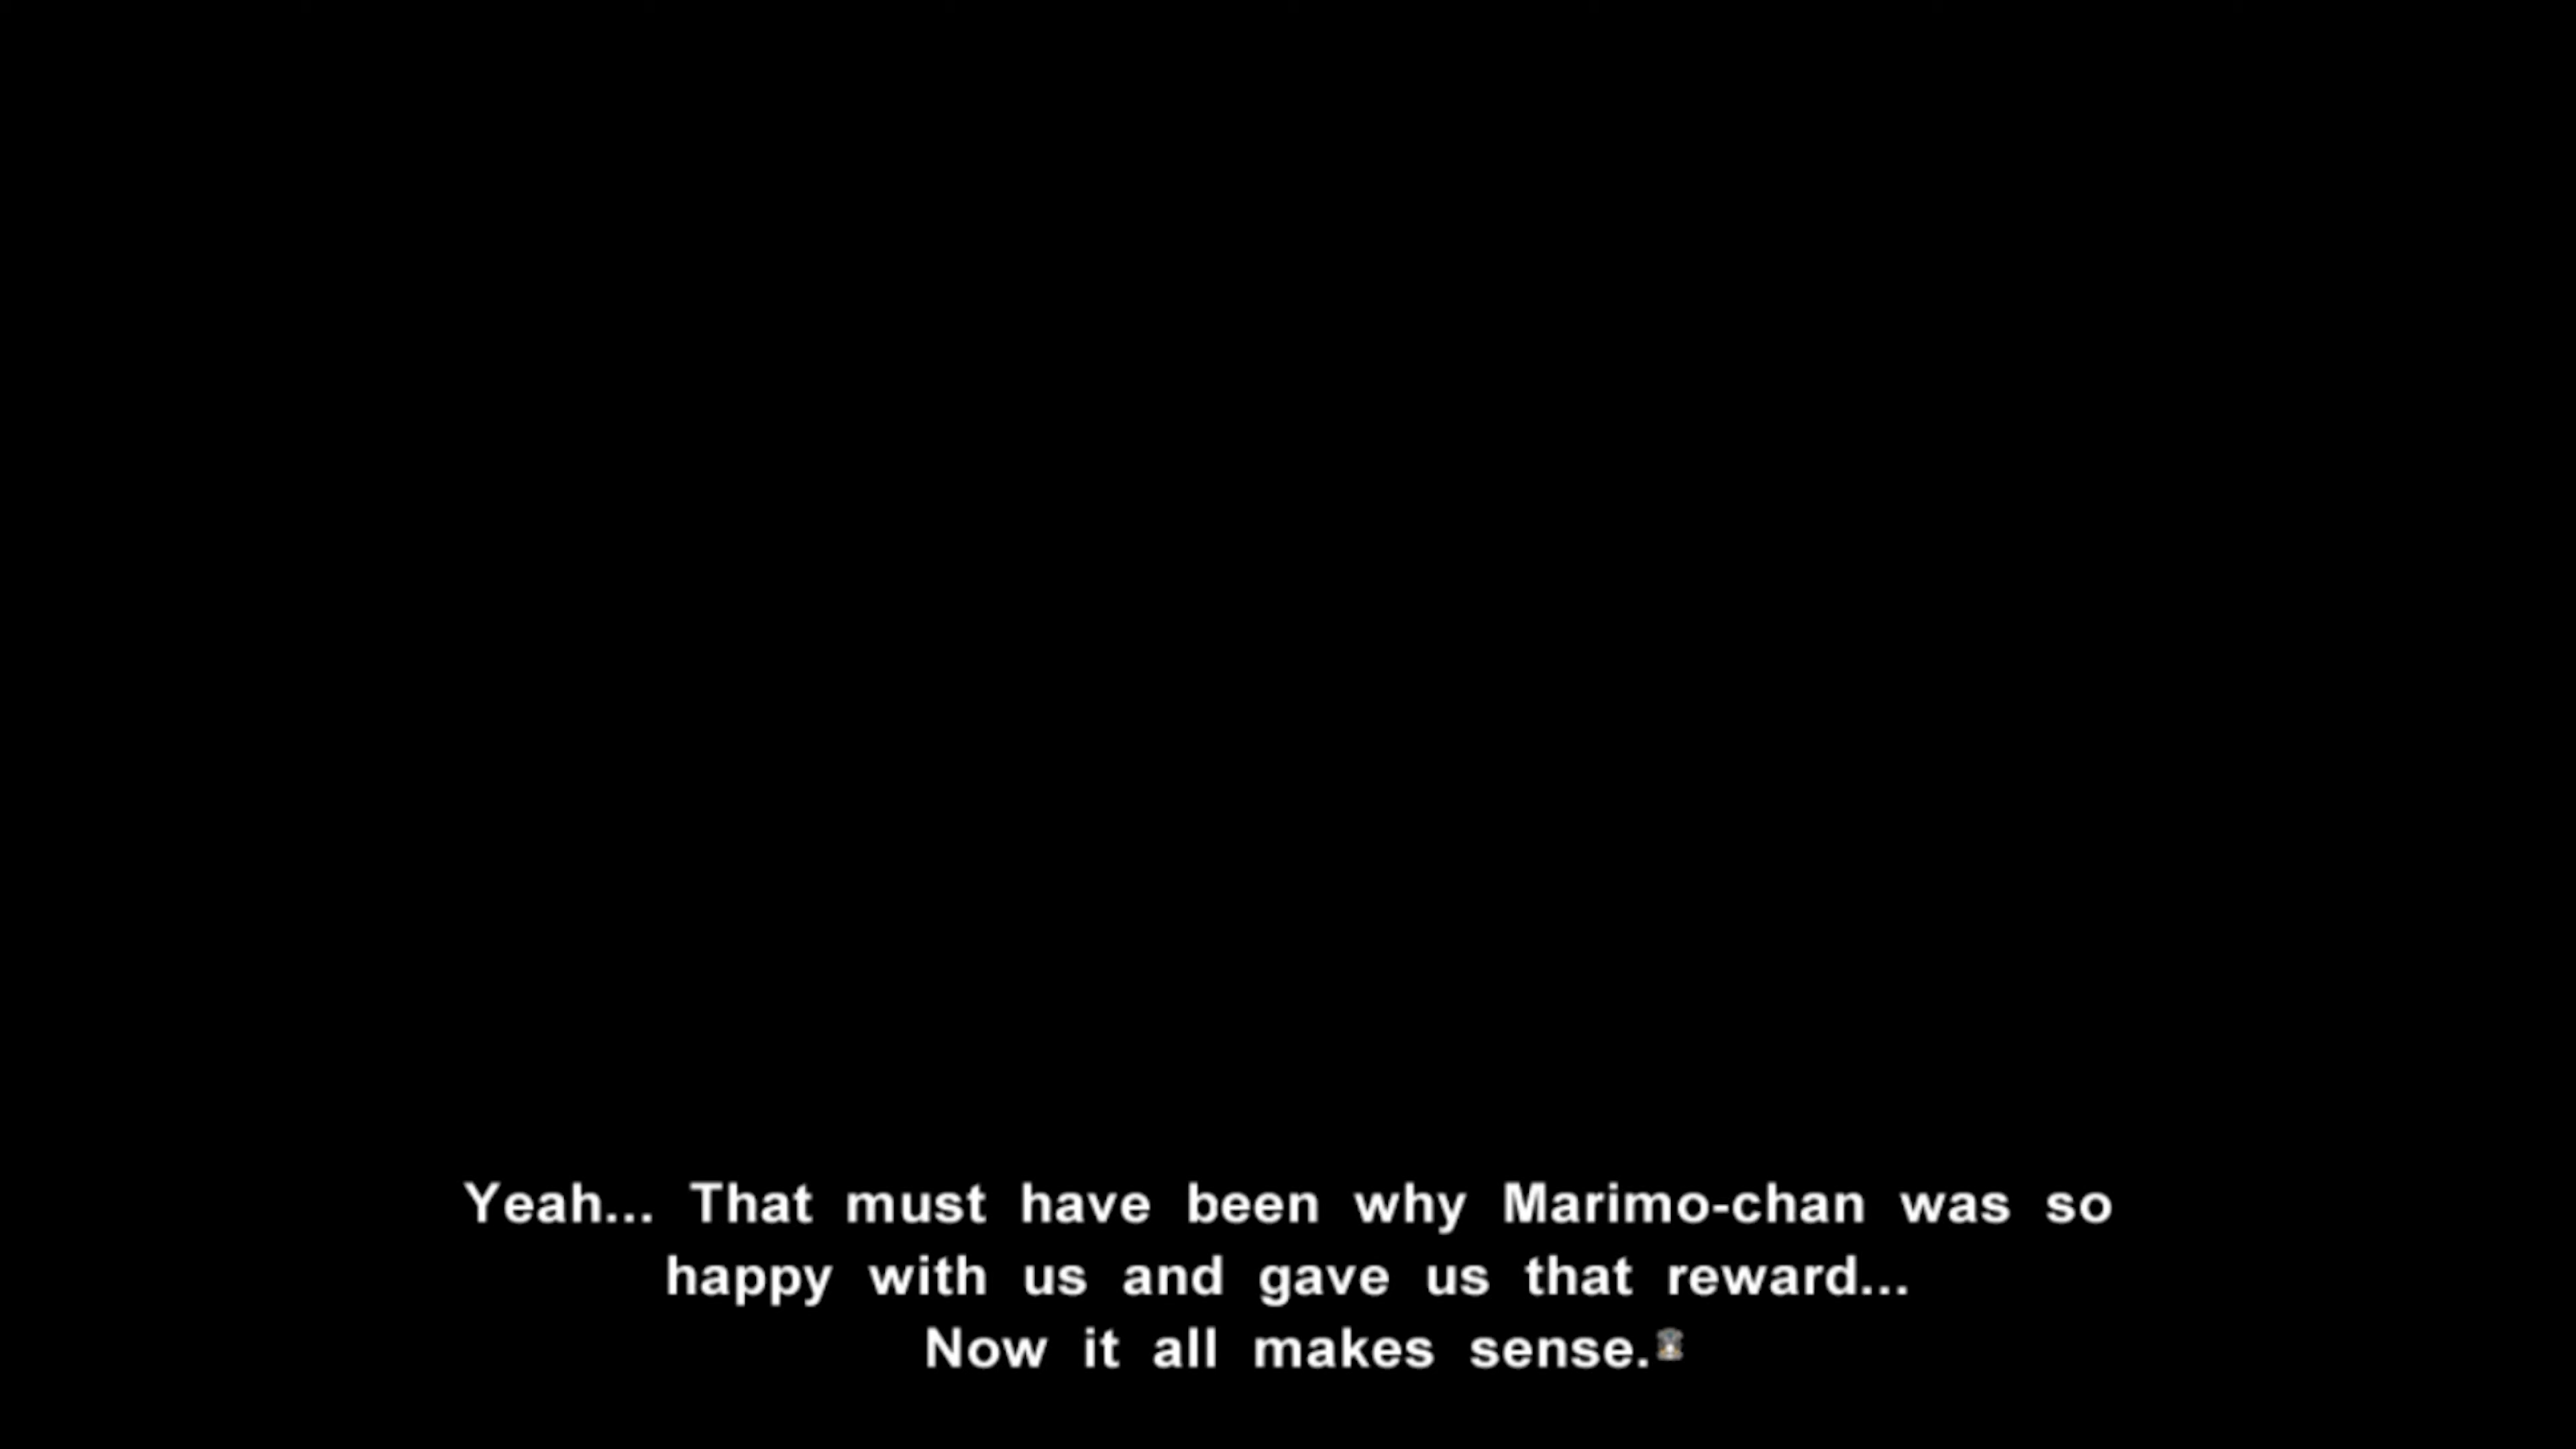 Yeah... That must have been why Marimo-chan was so
happy with us and gave us that reward...
Now it all makes sense.